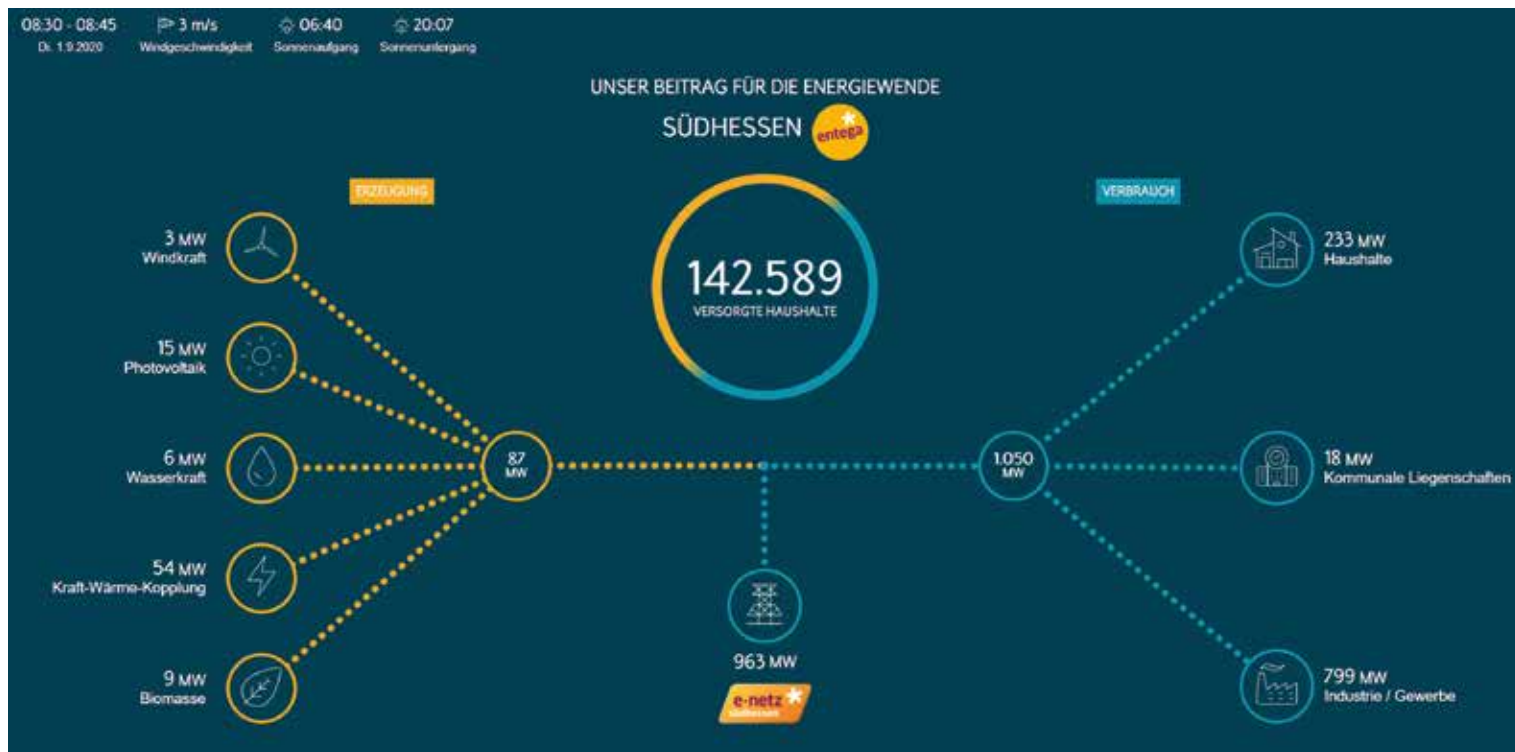 08:30 - 08:45
Di. 1.9.2020
3 m/s
Windgeschwindigkeit
06:40
Sonnenaufgang
20:07
Sonnenuntergang
UNSER BEITRAG FÜR DIE ENERGIEWENDE
SÜDHESSEN
entega
ERZEUGUNG
VERBRAUCH
142.589
VERSORGTE HAUSHALTE
3 MW
Windkraft
15 MW
Photovoltaik
6 MW
Wasserkraft
54 MW
Kraft-Wärme-Kopplung
9 MW
Biomasse
87
MW
1.050
MW
233 MW
Haushalte
18 MW
Kommunale Liegenschaften
799 MW
Industrie / Gewerbe
963 MW
e-netz
südhessen